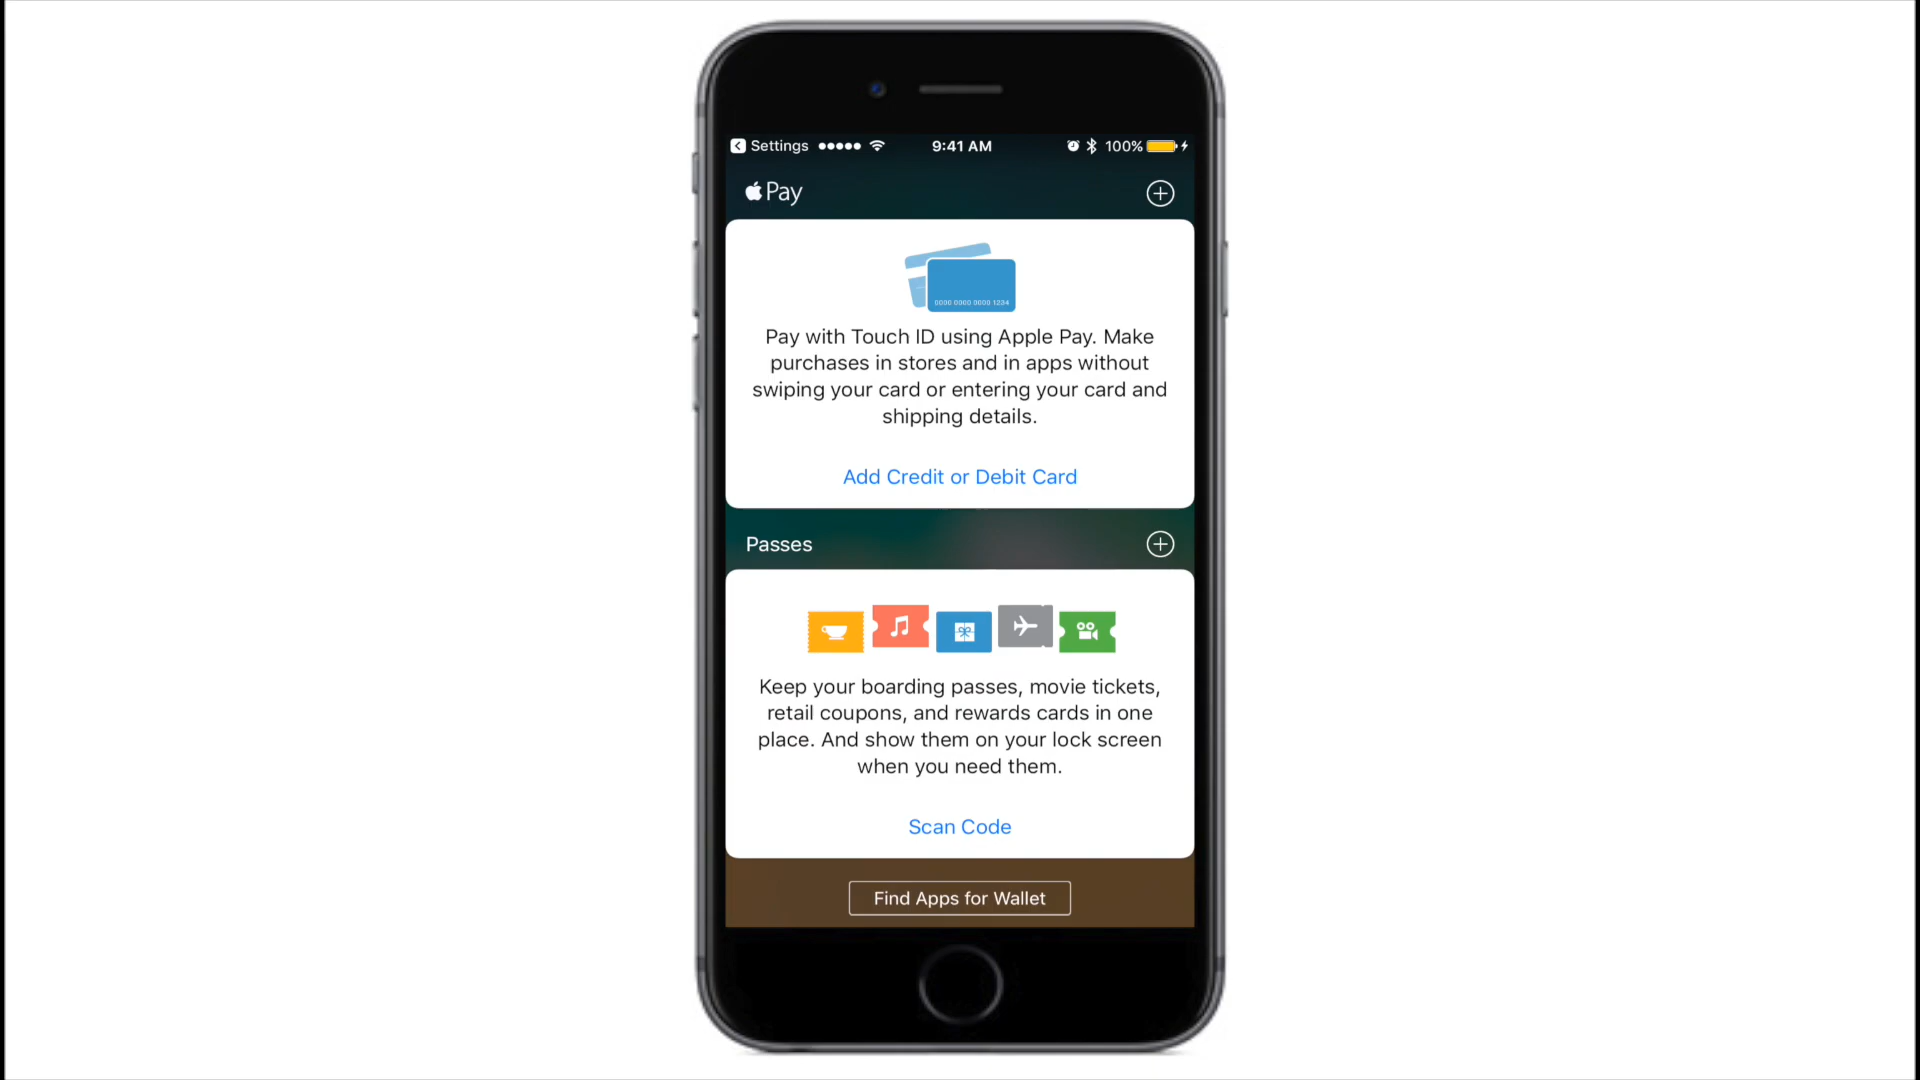 Settings 9:41 AM 100%
Pay
0000 0000 0000 1234
Pay with Touch ID using Apple Pay. Make
purchases in stores and in apps without
swiping your card or entering your card and
shipping details.
Add Credit or Debit Card
Passes
Keep your boarding passes, movie tickets,
retail coupons, and rewards cards in one
place. And show them on your lock screen
when you need them.
Scan Code
Find Apps for Wallet